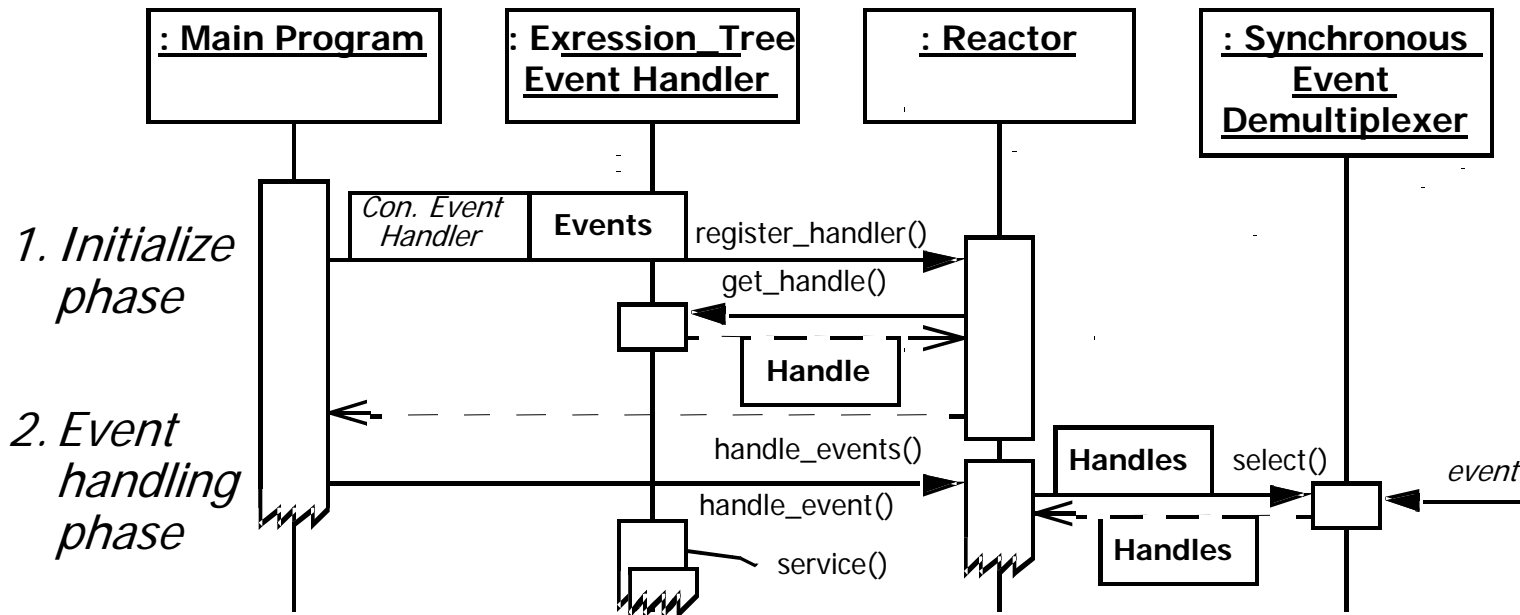 : Main Program
: Exression_Tree
Event Handler
: Reactor
: Synchronous
Event
Demultiplexer
1. Initialize
phase
Con. Event
Handler
Events
register_handler()
get_handle()
Handle
2. Event
handling
phase
handle_events()
handle_event()
service()
Handles
select()
event
Handles